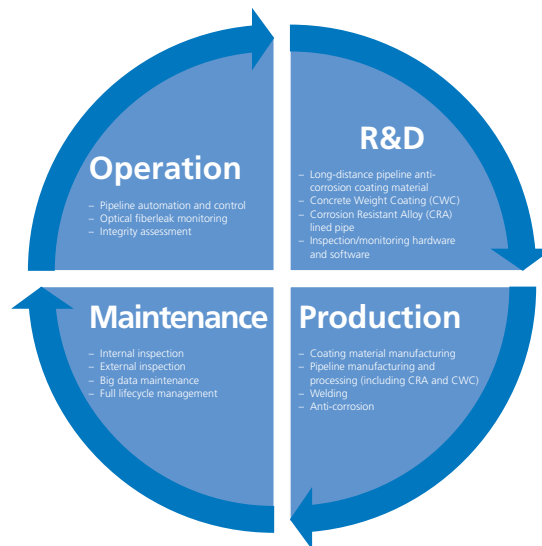 Operation
– Pipeline automation and control
– Optical fiberleak monitoring
– Integrity assessment
R&D
– Long-distance pipeline anti-
corrosion coating material
– Concrete Weight Coating (CWC)
– Corrosion Resistant Alloy (CRA)
lined pipe
– Inspection/monitoring hardware
and software
Maintenance
– Internal inspection
– External inspection
– Big data maintenance
– Full lifecycle management
Production
– Coating material manufacturing
– Pipeline manufacturing and
processing (including CRA and CWC)
– Welding
– Anti-corrosion